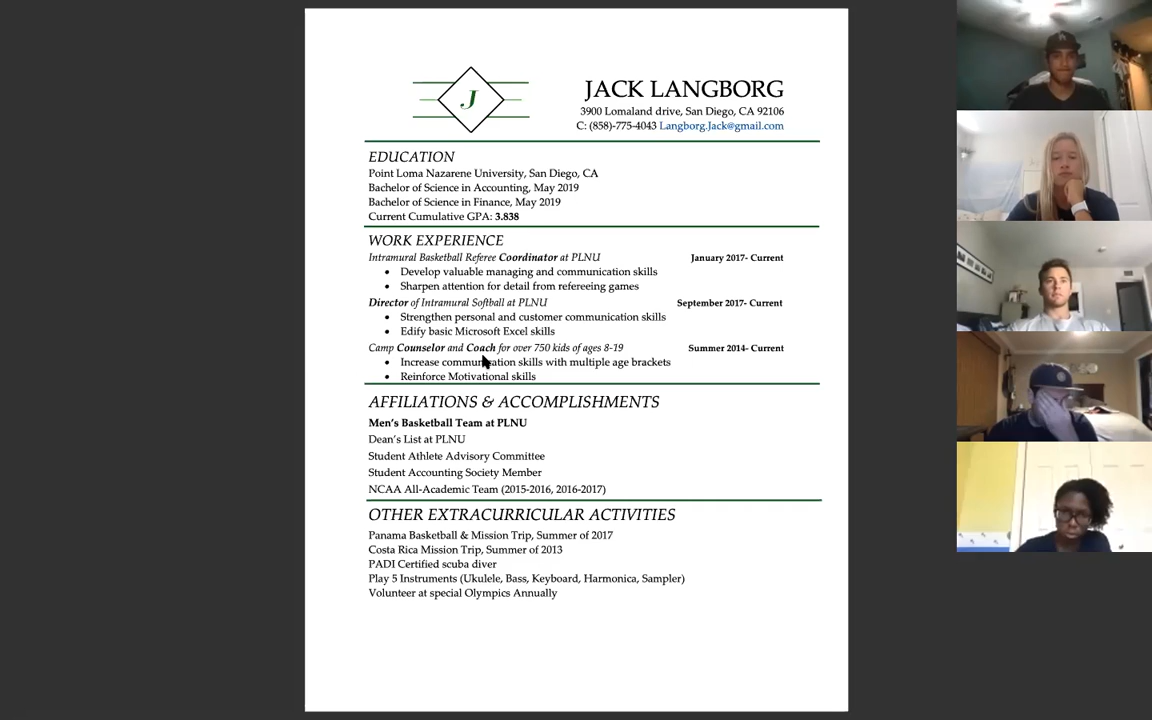 J
JACK LANGBORG
3900 Lomaland drive, San Diego, CA 92106
C: (858)-775-4043 Langborg.Jack@gmail.com
EDUCATION
Point Loma Nazarene University, San Diego, CA
Bachelor of Science in Accounting, May 2019
Bachelor of Science in Finance, May 2019
Current Cumulative GPA: 3.838
WORK EXPERIENCE
Intramural Basketball Referee Coordinator at PLNU January 2017- Current
• Develop valuable managing and communication skills
• Sharpen attention for detail from refereeing games
Director of Intramural Softball at PLNU September 2017- Current
• Strengthen personal and customer communication skills
• Edify basic Microsoft Excel skills
Camp Counselor and Coach for over 750 kids of ages 8-19 Summer 2014- Current
• Increase communication skills with multiple age brackets
• Reinforce Motivational skills
AFFILIATIONS & ACCOMPLISHMENTS
Men's Basketball Team at PLNU
Dean's List at PLNU
Student Athlete Advisory Committee
Student Accounting Society Member
NCAA All-Academic Team (2015-2016, 2016-2017)
OTHER EXTRACURRICULAR ACTIVITIES
Panama Basketball & Mission Trip, Summer of 2017
Costa Rica Mission Trip, Summer of 2013
PADI Certified scuba diver
Play 5 Instruments (Ukulele, Bass, Keyboard, Harmonica, Sampler)
Volunteer at special Olympics Annually